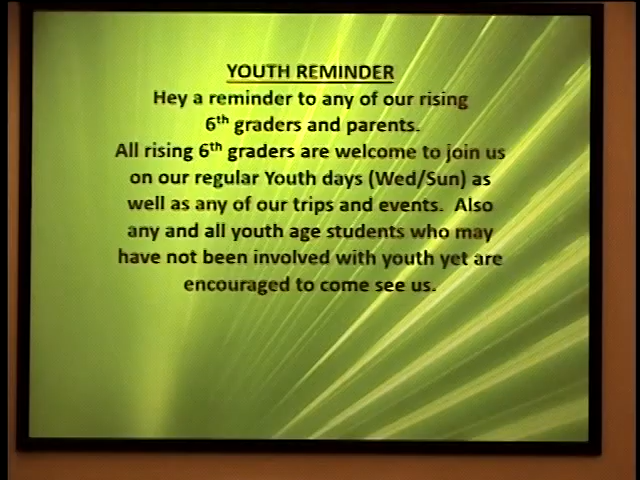 YOUTH REMINDER
Hey a reminder to any of our rising
6th graders and parents.
All rising 6th graders are welcome to join us
on our regular Youth days (Wed/Sun) as
well as any of our trips and events.  Also
any and all youth age students who may
have not been involved with youth yet are
encouraged to come see us.